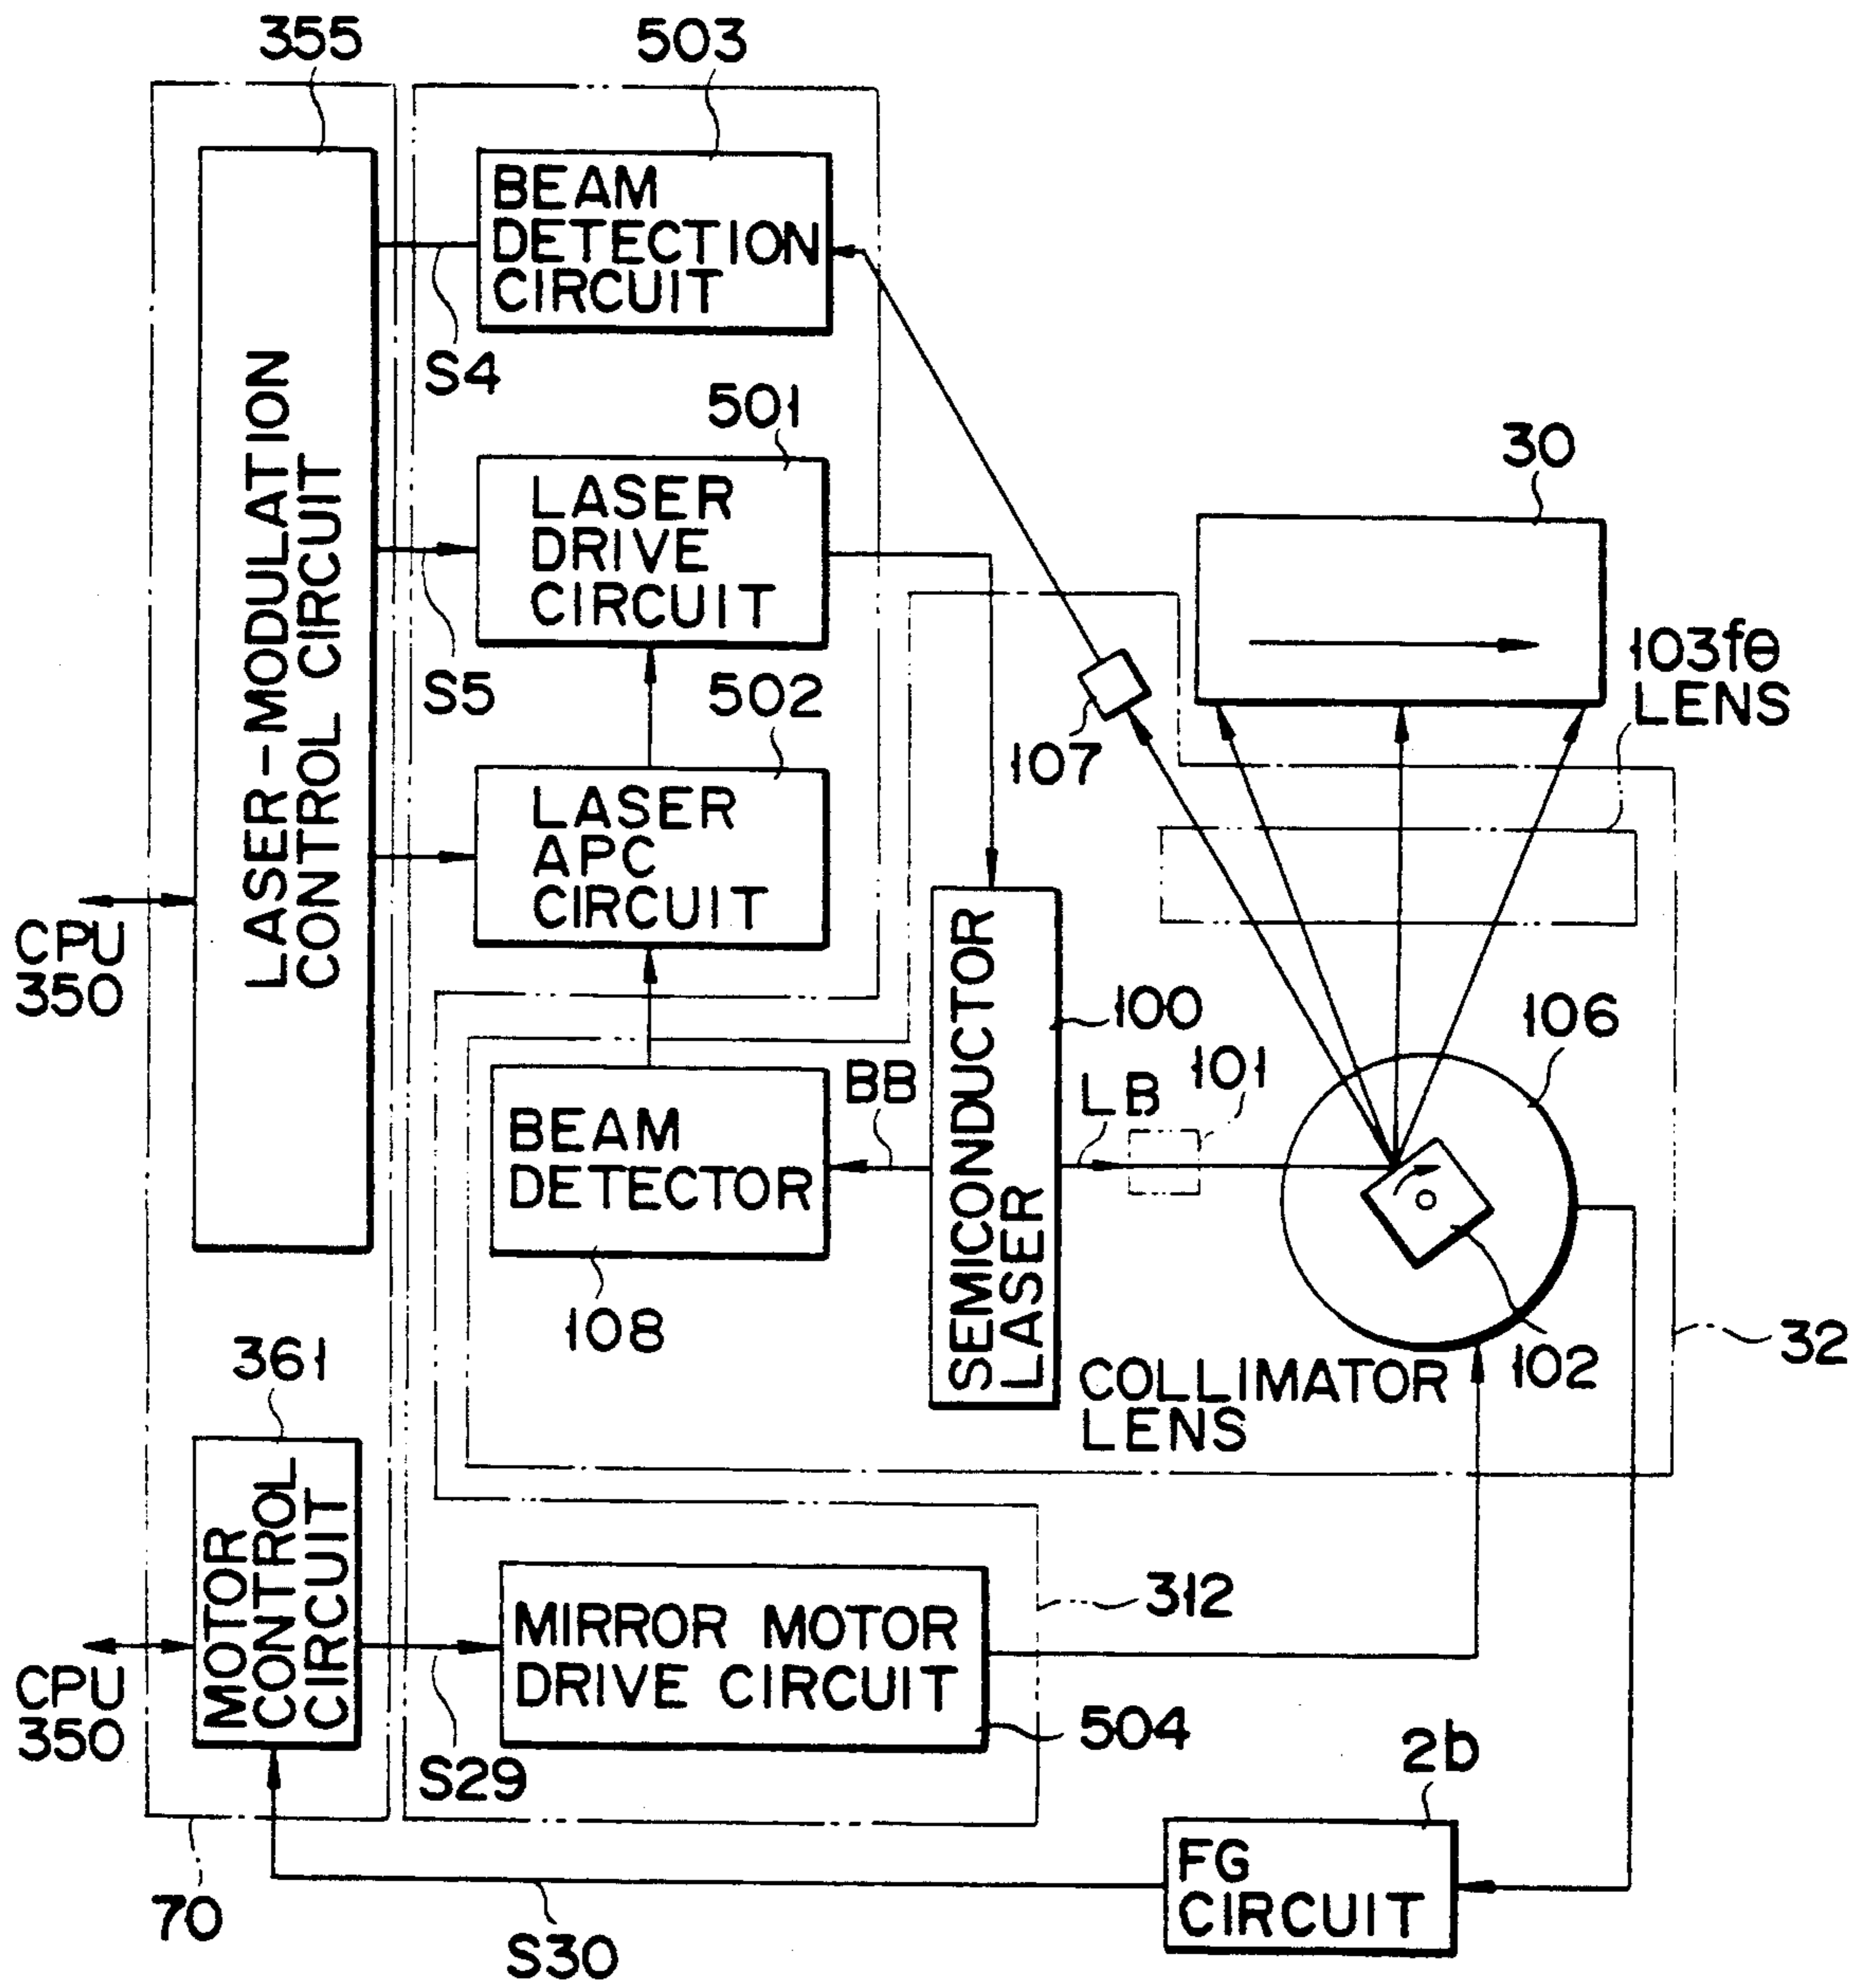 355
503
BEAM
DETECTION
CIRCUIT
S4
501
LASER
DRIVE
CIRCUIT
S5
502
LASER
APC
CIRCUIT
LASER-MODULATION
CONTROL CIRCUIT
CPU
350
30
103fθ
LENS
107
SEMICONDUCTOR
LASER
100
101
106
BB
LB
BEAM
DETECTOR
108
COLLIMATOR
LENS
102
32
361
MOTOR
CONTROL
CIRCUIT
CPU
350
S29
MIRROR MOTOR
DRIVE CIRCUIT
312
504
2b
FG
CIRCUIT
70
S30